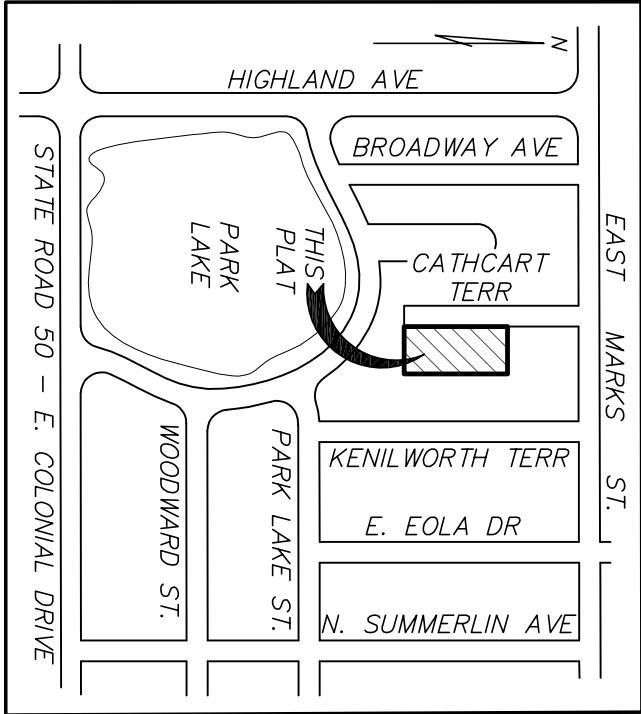 N
HIGHLAND AVE
BROADWAY AVE
EAST MARKS ST.
CATHCART
TERR
THIS
PLAT
PARK
LAKE
STATE ROAD 50 – E. COLONIAL DRIVE
KENILWORTH TERR
E. EOLA DR
N. SUMMERLIN AVE
PARK LAKE ST.
WOODWARD ST.